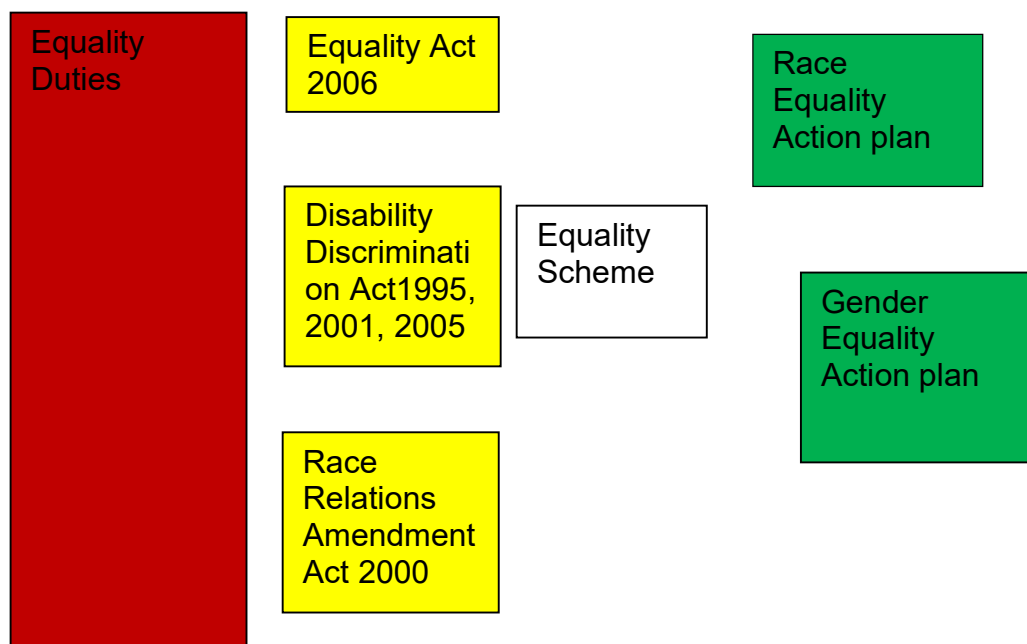 Equality
Duties
Equality Act
2006
Disability
Discriminati
on Act1995,
2001, 2005
Race
Relations
Amendment
Act 2000
Equality
Scheme
Race
Equality
Action plan
Gender
Equality
Action plan